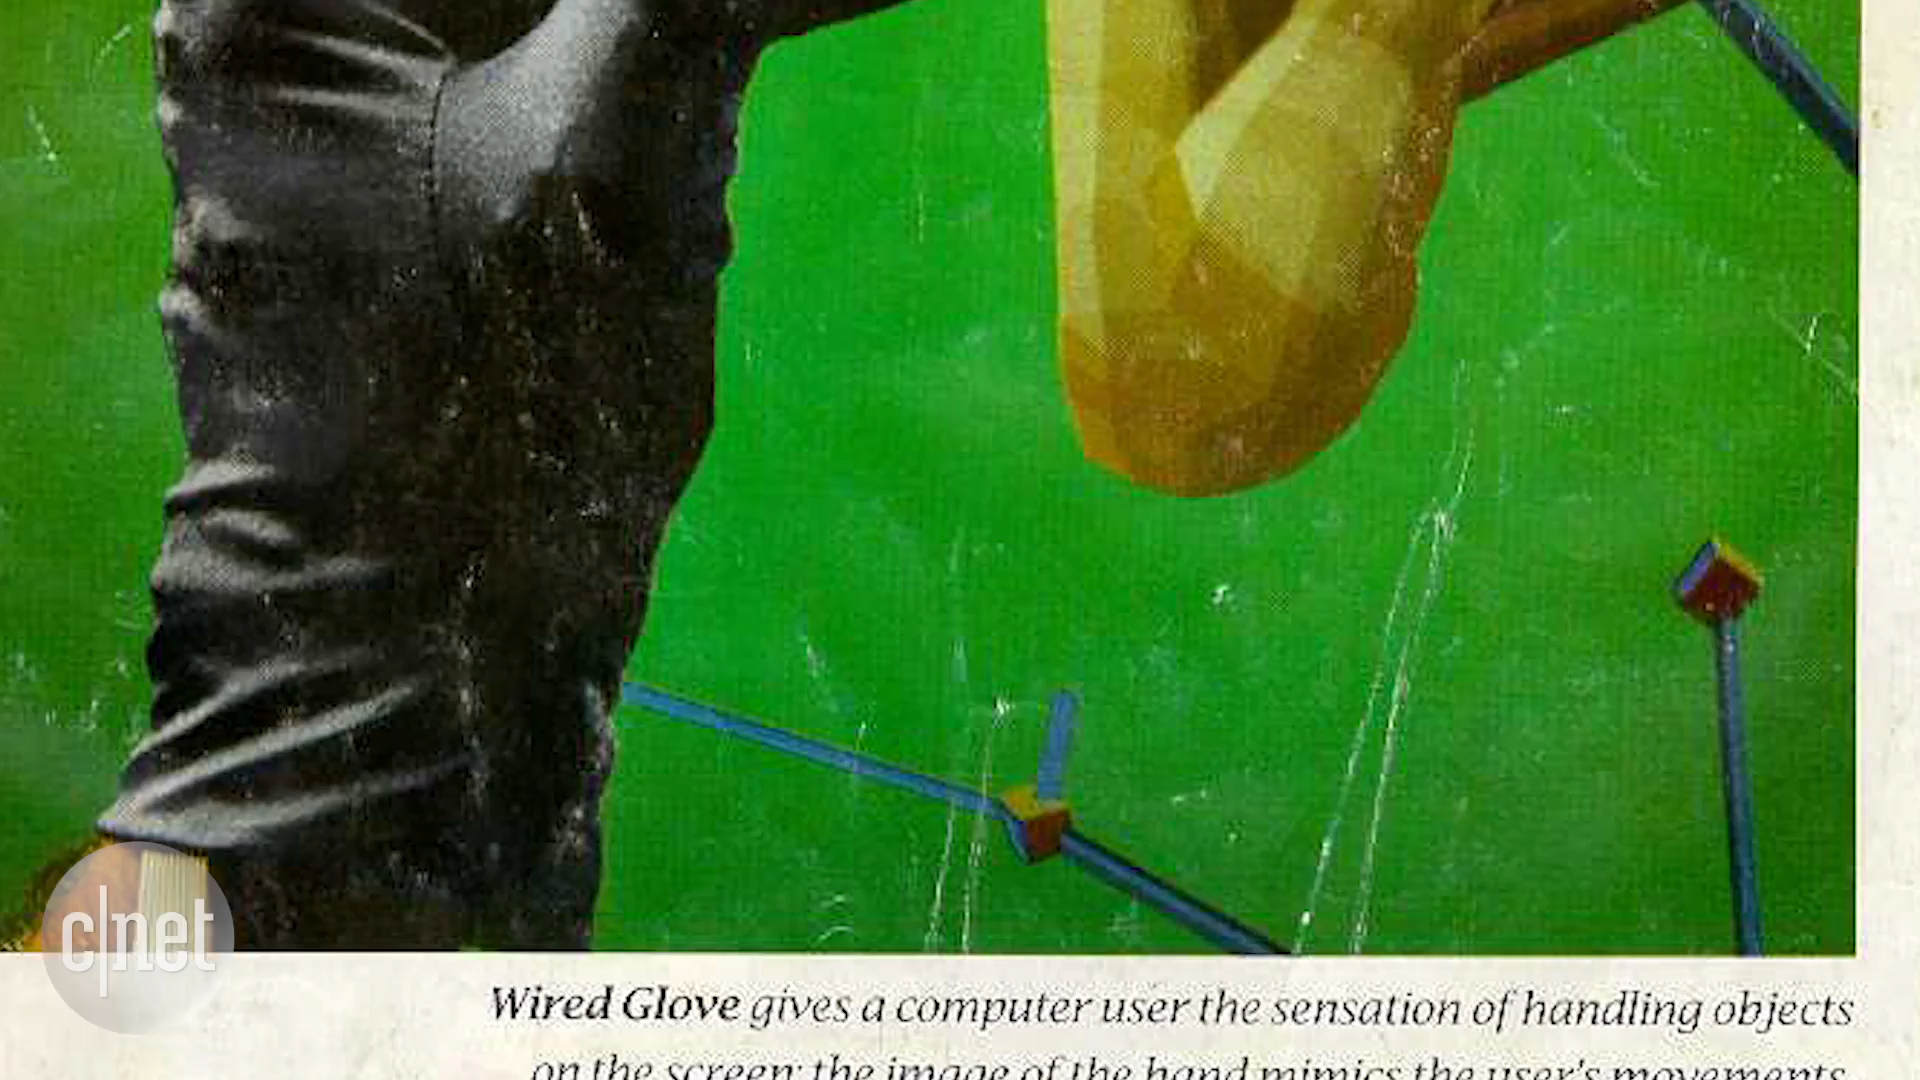 c|net
Wired Glove gives a computer user the sensation of handling objects
on the screen; the image of the hand mimics the user's movements.